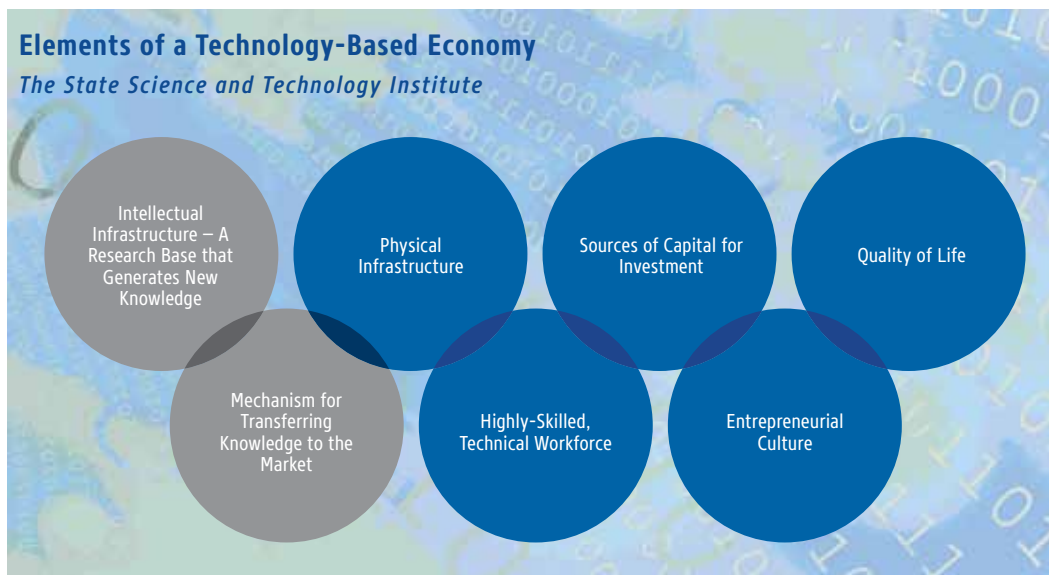 Elements of a Technology-Based Economy
The State Science and Technology Institute
Intellectual
Infrastructure – A
Research Base that
Generates New
Knowledge
Physical
Infrastructure
Sources of Capital for
Investment
Quality of Life
Mechanism for
Transferring
Knowledge to the
Market
Highly-Skilled,
Technical Workforce
Entrepreneurial
Culture